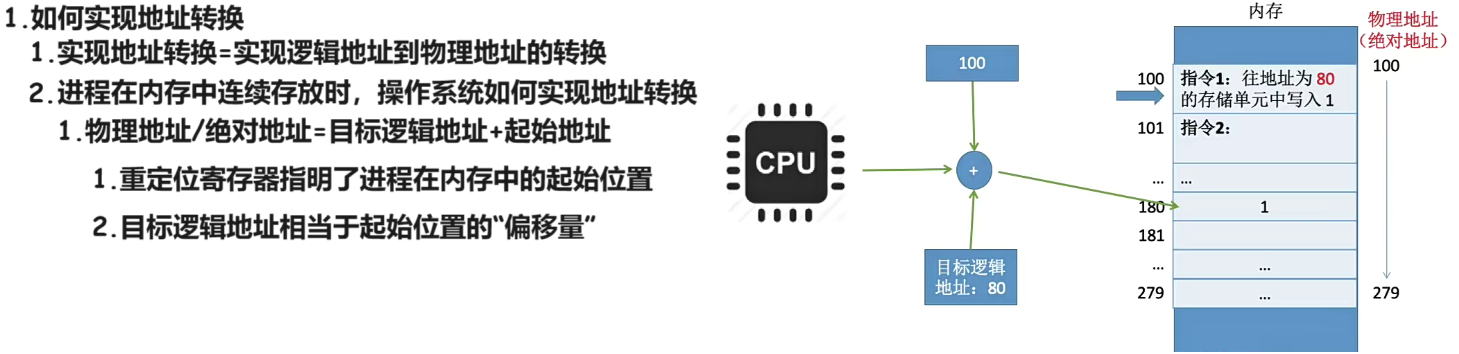 1.如何实现地址转换
1.实现地址转换=实现逻辑地址到物理地址的转换
2.进程在内存中连续存放时，操作系统如何实现地址转换
1.物理地址/绝对地址=目标逻辑地址+起始地址
1.重定位寄存器指明了进程在内存中的起始位置
2.目标逻辑地址相当于起始位置的“偏移量”
CPU
100
+
目标逻辑
地址：80
内存
物理地址
（绝对地址）
100
指令1：往地址为 80
的存储单元中写入 1
100
101
指令2：
...
...
180
1
181
...
...
279
...
279